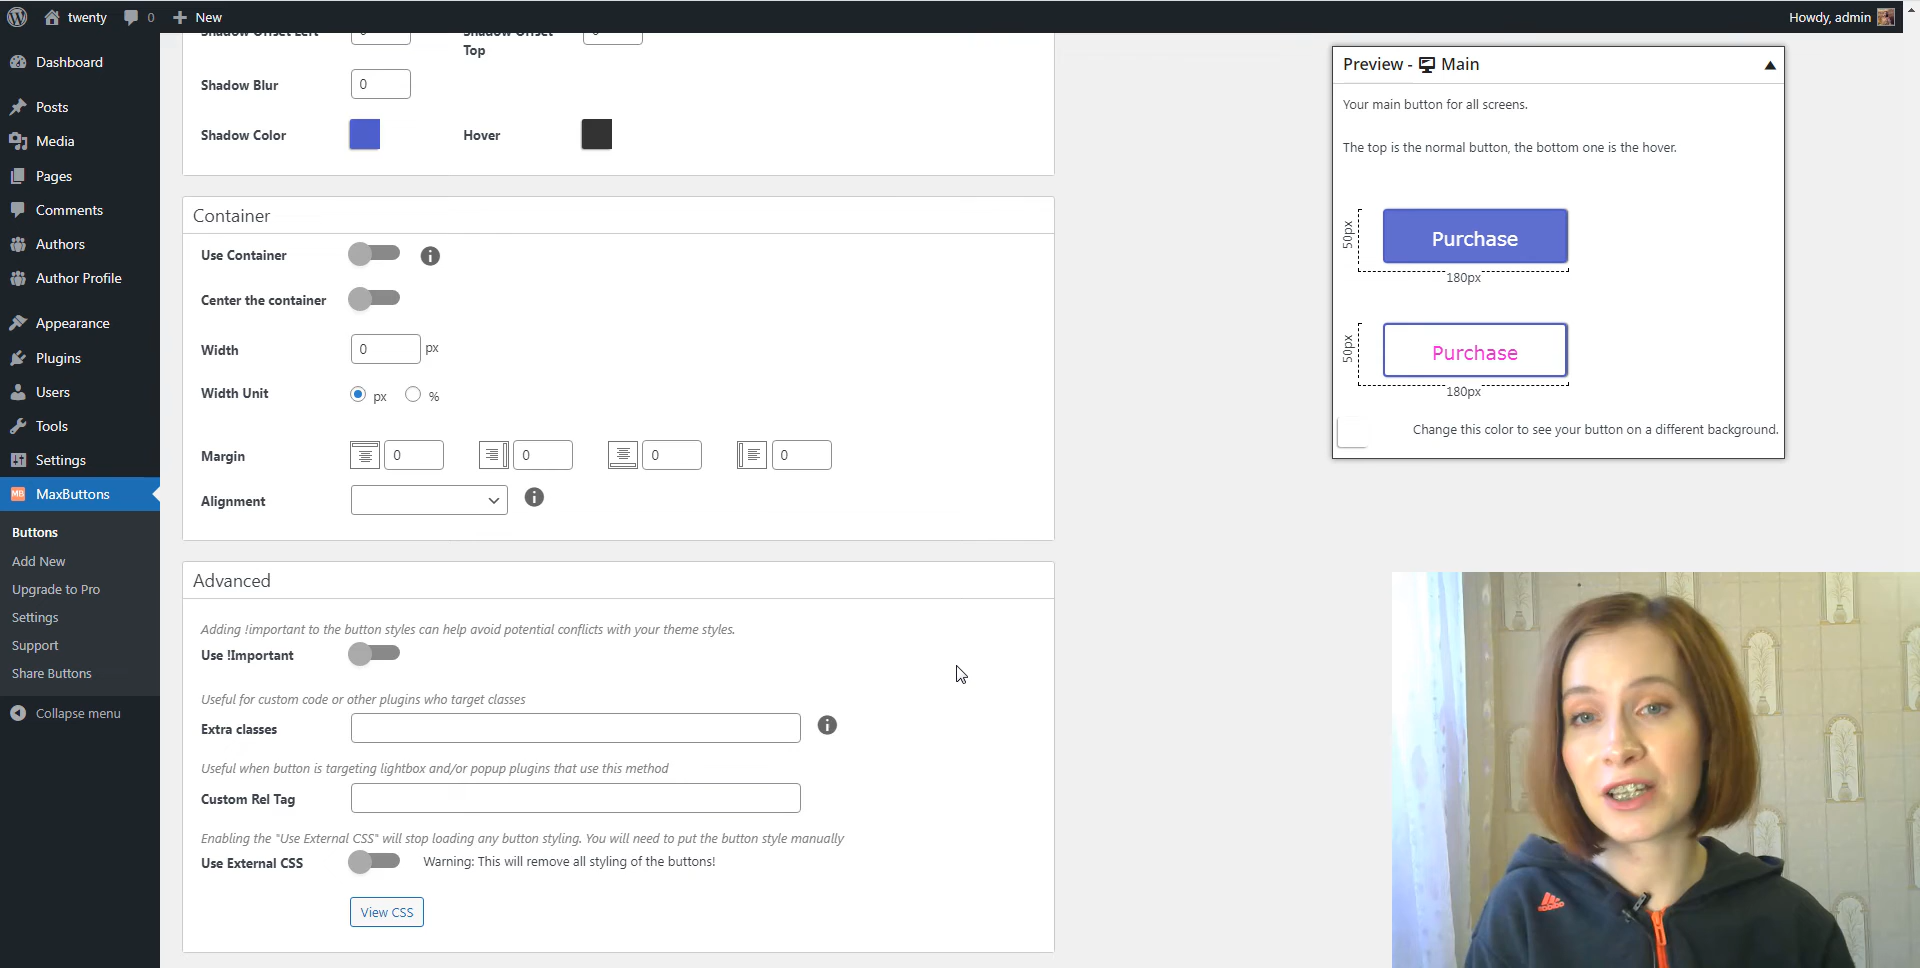 twenty
0
New
Howdy, admin
Dashboard
Posts
Media
Pages
Comments
Authors
Author Profile
Appearance
Plugins
Users
Tools
Settings
MB
MaxButtons
Buttons
Add New
Upgrade to Pro
Settings
Support
Share Buttons
Collapse menu
Shadow Offset Left
Shadow Offset
Top
Shadow Blur
0
Shadow Color
Hover
Container
Use Container
Center the container
Width
0
px
Width Unit
px
%
Margin
0
0
0
0
Alignment
Advanced
Adding !important to the button styles can help avoid potential conflicts with your theme styles.
Use !Important
Useful for custom code or other plugins who target classes
Extra classes
Useful when button is targeting lightbox and/or popup plugins that use this method
Custom Rel Tag
Enabling the "Use External CSS" will stop loading any button styling. You will need to put the button style manually
Use External CSS
Warning: This will remove all styling of the buttons!
View CSS
Preview - Main
Your main button for all screens.
The top is the normal button, the bottom one is the hover.
50px
Purchase
180px
50px
Purchase
180px
Change this color to see your button on a different background.